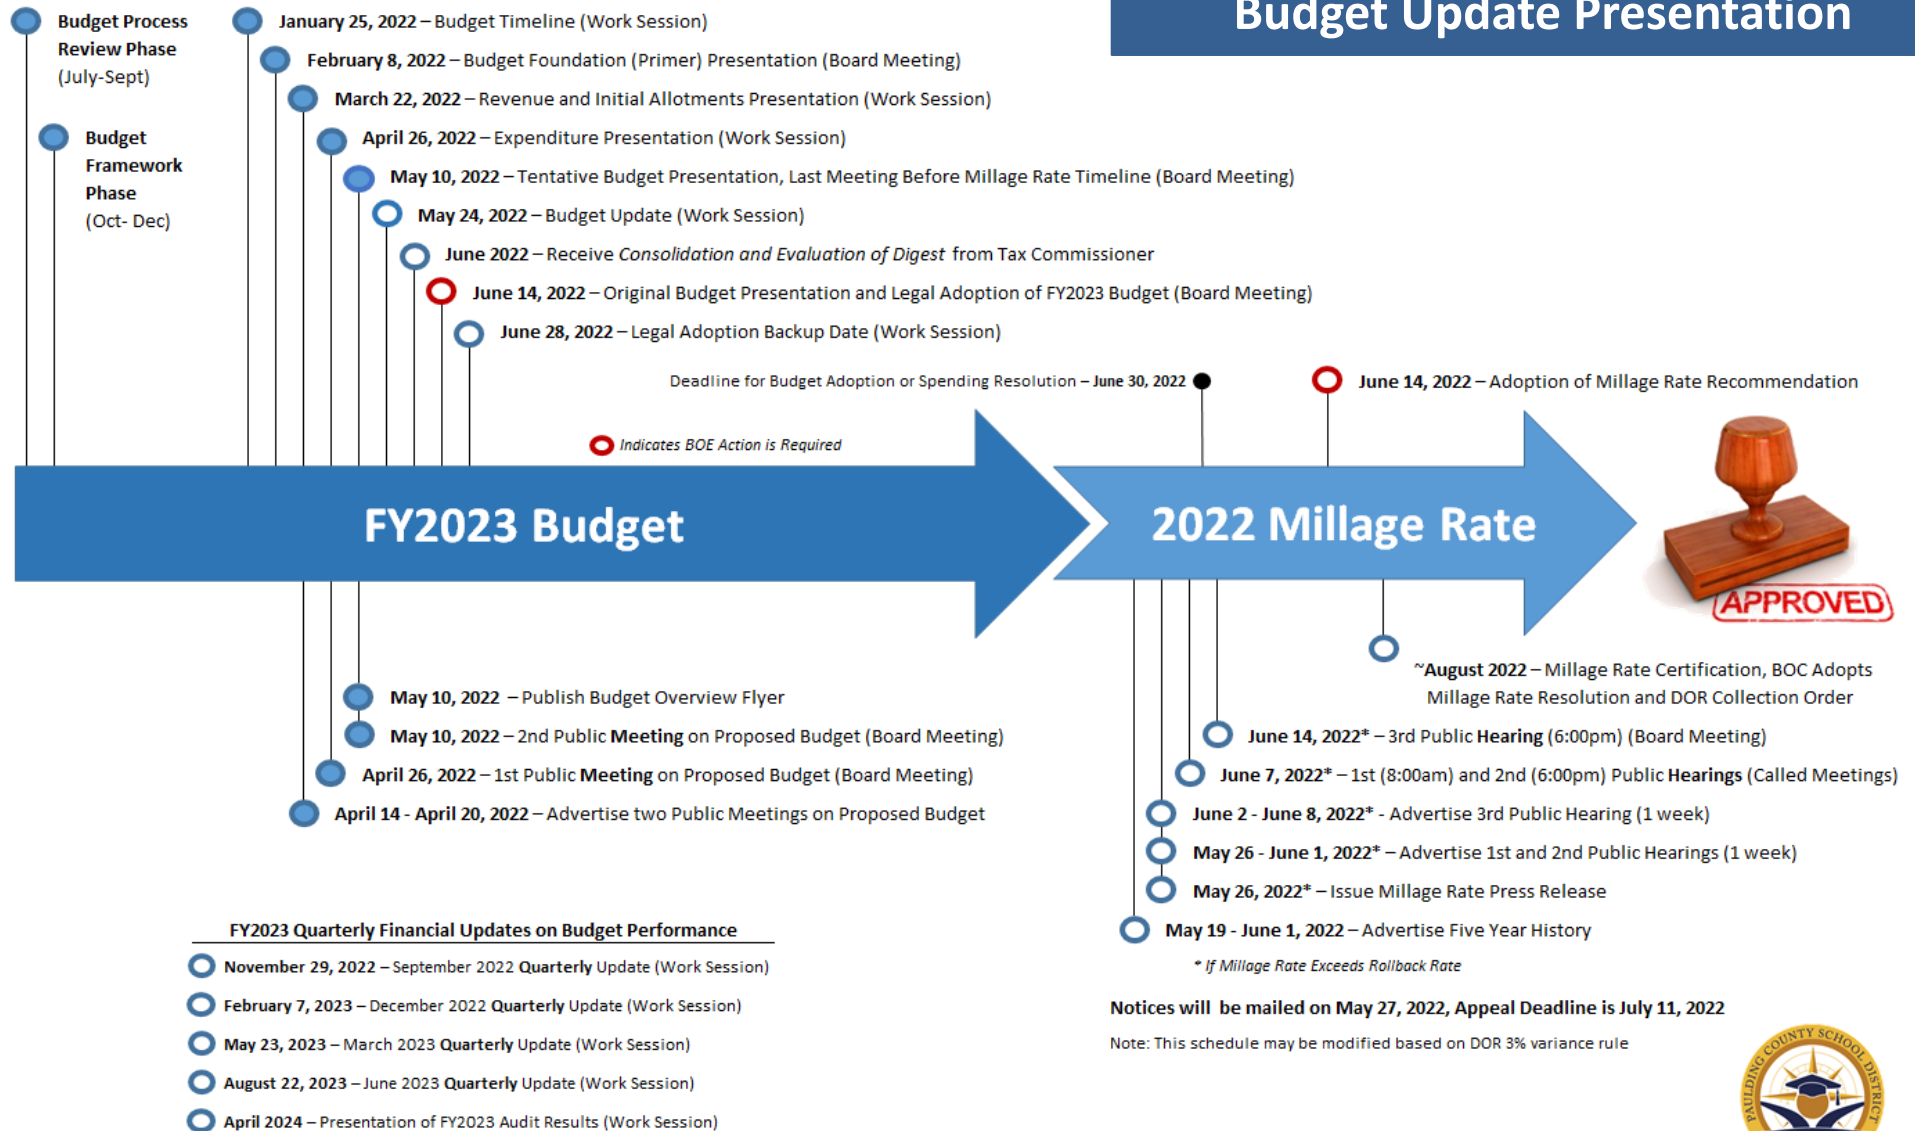 Budget Update Presentation
Budget Process
Review Phase
(July-Sept)
Budget
Framework
Phase
(Oct- Dec)
January 25, 2022 – Budget Timeline (Work Session)
February 8, 2022 – Budget Foundation (Primer) Presentation (Board Meeting)
March 22, 2022 – Revenue and Initial Allotments Presentation (Work Session)
April 26, 2022 – Expenditure Presentation (Work Session)
May 10, 2022 – Tentative Budget Presentation, Last Meeting Before Millage Rate Timeline (Board Meeting)
May 24, 2022 – Budget Update (Work Session)
June 2022 – Receive Consolidation and Evaluation of Digest from Tax Commissioner
June 14, 2022 – Original Budget Presentation and Legal Adoption of FY2023 Budget (Board Meeting)
June 28, 2022 – Legal Adoption Backup Date (Work Session)
Deadline for Budget Adoption or Spending Resolution – June 30, 2022
June 14, 2022 – Adoption of Millage Rate Recommendation
Indicates BOE Action is Required
FY2023 Budget
2022 Millage Rate
APPROVED
May 10, 2022 – Publish Budget Overview Flyer
May 10, 2022 – 2nd Public Meeting on Proposed Budget (Board Meeting)
April 26, 2022 – 1st Public Meeting on Proposed Budget (Board Meeting)
April 14 - April 20, 2022 – Advertise two Public Meetings on Proposed Budget
~August 2022 – Millage Rate Certification, BOC Adopts
Millage Rate Resolution and DOR Collection Order
June 14, 2022* – 3rd Public Hearing (6:00pm) (Board Meeting)
June 7, 2022* – 1st (8:00am) and 2nd (6:00pm) Public Hearings (Called Meetings)
June 2 - June 8, 2022* - Advertise 3rd Public Hearing (1 week)
May 26 - June 1, 2022* – Advertise 1st and 2nd Public Hearings (1 week)
May 26, 2022* – Issue Millage Rate Press Release
May 19 - June 1, 2022 – Advertise Five Year History
* If Millage Rate Exceeds Rollback Rate
Notices will be mailed on May 27, 2022, Appeal Deadline is July 11, 2022
Note: This schedule may be modified based on DOR 3% variance rule
FY2023 Quarterly Financial Updates on Budget Performance
November 29, 2022 – September 2022 Quarterly Update (Work Session)
February 7, 2023 – December 2022 Quarterly Update (Work Session)
May 23, 2023 – March 2023 Quarterly Update (Work Session)
August 22, 2023 – June 2023 Quarterly Update (Work Session)
April 2024 – Presentation of FY2023 Audit Results (Work Session)
PAULDING COUNTY SCHOOL DISTRICT